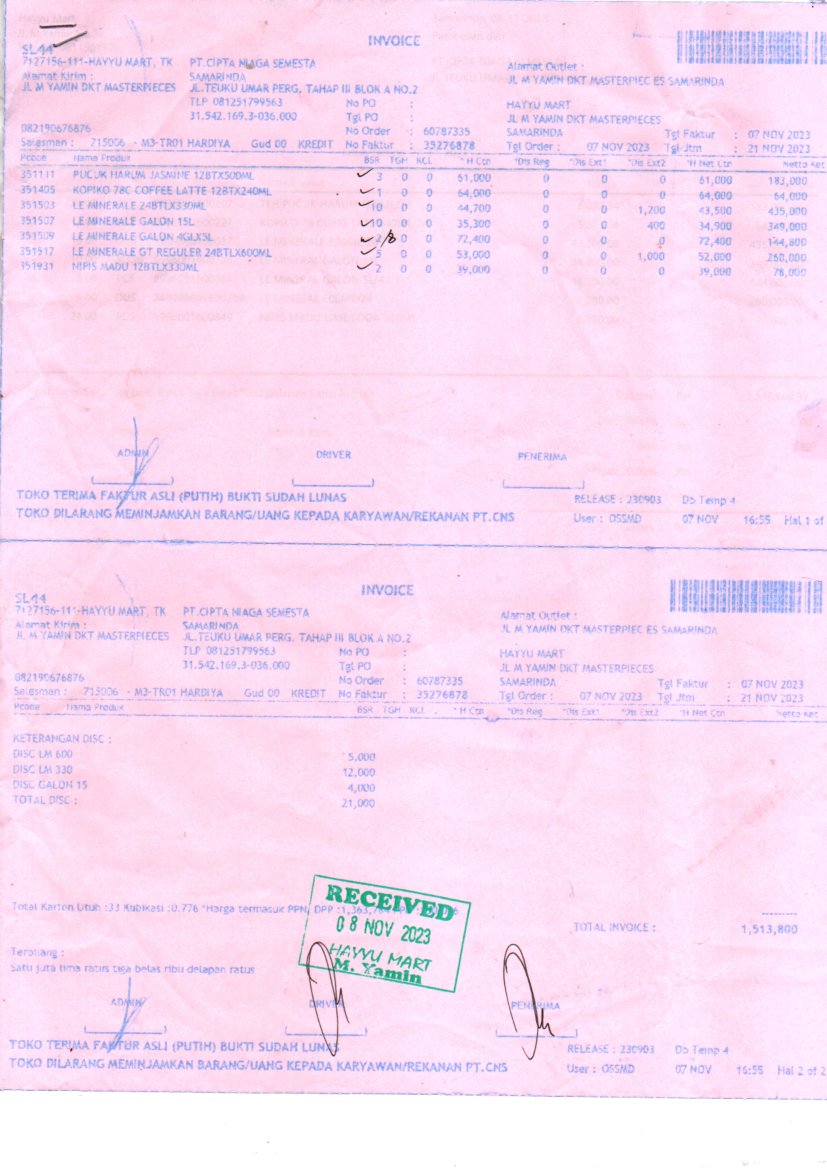 INVOICE
SL44
7127156-111-HAYYU MART, TK PT.CIPTA NIAGA SEMESTA
Alamat Outlet :
Alamat Kirim : SAMARINDA
JL M YAMIN DKT MASTERPIEC ES SAMARINDA
JL M YAMIN DKT MASTERPIECES JL.TEUKU UMAR PERG. TAHAP III BLOK A NO.2
TLP 081251799563 No PO : HAYYU MART
31.542.169.3-036.000 Tgl PO : JL M YAMIN DKT MASTERPIECES
082190676876 No Order : 60787335 SAMARINDA Tgl Faktur : 07 NOV 2023
Salesman : 715006 - M3-TR01 HARDIYA Gud 00 KREDIT No Faktur : 35276878 Tgl Order : 07 NOV 2023 Tgl Jtm : 21 NOV 2023
Pcode Nama Produk BSR TGH KCL * H Ctn *Dis Reg *Dis Ext1 *Dis Ext2 *H Net Ctn Netto Ket
351131 PUCUK HARUM JASMINE 12BTX500ML 3 0 0 61,000 0 0 0 61,000 183,000
351405 KOPIKO 78C COFFEE LATTE 12BTX240ML 1 0 0 64,000 0 0 0 64,000 64,000
351503 LE MINERALE 24BTLX330ML 10 0 0 44,700 0 0 1,200 43,500 435,000
351507 LE MINERALE GALON 15L 10 0 0 35,300 0 0 400 34,900 349,000
351509 LE MINERALE GALON 4GLX5L 2 /8 0 0 72,400 0 0 0 72,400 144,800
351517 LE MINERALE GT REGULER 24BTLX600ML 5 0 0 53,000 0 0 1,000 52,000 260,000
351931 NIPIS MADU 12BTLX330ML 2 0 0 39,000 0 0 0 39,000 78,000
ADMIN DRIVER PENERIMA
TOKO TERIMA FAKTUR ASLI (PUTIH) BUKTI SUDAH LUNAS RELEASE : 230903 Db Temp 4
TOKO DILARANG MEMINJAMKAN BARANG/UANG KEPADA KARYAWAN/REKANAN PT.CNS User : OSSMD 07 NOV 16:55 Hal 1 of
INVOICE
SL44
7127156-111-HAYYU MART, TK PT.CIPTA NIAGA SEMESTA
Alamat Outlet :
Alamat Kirim : SAMARINDA
JL M YAMIN DKT MASTERPIEC ES SAMARINDA
JL M YAMIN DKT MASTERPIECES JL.TEUKU UMAR PERG. TAHAP III BLOK A NO.2
TLP 081251799563 No PO : HAYYU MART
31.542.169.3-036.000 Tgl PO : JL M YAMIN DKT MASTERPIECES
082190676876 No Order : 60787335 SAMARINDA Tgl Faktur : 07 NOV 2023
Salesman : 715006 - M3-TR01 HARDIYA Gud 00 KREDIT No Faktur : 35276878 Tgl Order : 07 NOV 2023 Tgl Jtm : 21 NOV 2023
Pcode Nama Produk BSR TGH KCL * H Ctn *Dis Reg *Dis Ext1 *Dis Ext2 *H Net Ctn Netto Ket
KETERANGAN DISC :
DISC LM 600 5,000
DISC LM 330 12,000
DISC GALON 15 4,000
TOTAL DISC : 21,000
Total Karton Utuh :33 Kubikasi :0.776 *Harga termasuk PPN, DPP
RECEIVED
08 NOV 2023
HAYYU MART
M. Yamin
TOTAL INVOICE : 1,513,800
Terbilang :
Satu juta lima ratus tiga belas ribu delapan ratus
ADMIN DRIVER PENERIMA
TOKO TERIMA FAKTUR ASLI (PUTIH) BUKTI SUDAH LUNAS RELEASE : 230903 Db Temp 4
TOKO DILARANG MEMINJAMKAN BARANG/UANG KEPADA KARYAWAN/REKANAN PT.CNS User : OSSMD 07 NOV 16:55 Hal 2 of 2